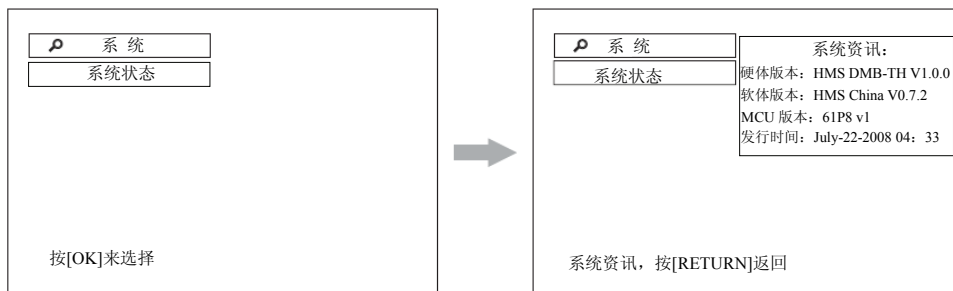 系 统
系统状态
按[OK]来选择
系 统
系统状态
系统资讯：
硬体版本：HMS DMB-TH V1.0.0
软体版本：HMS China V0.7.2
MCU 版本：61P8 v1
发行时间：July-22-2008 04：33
系统资讯，按[RETURN]返回